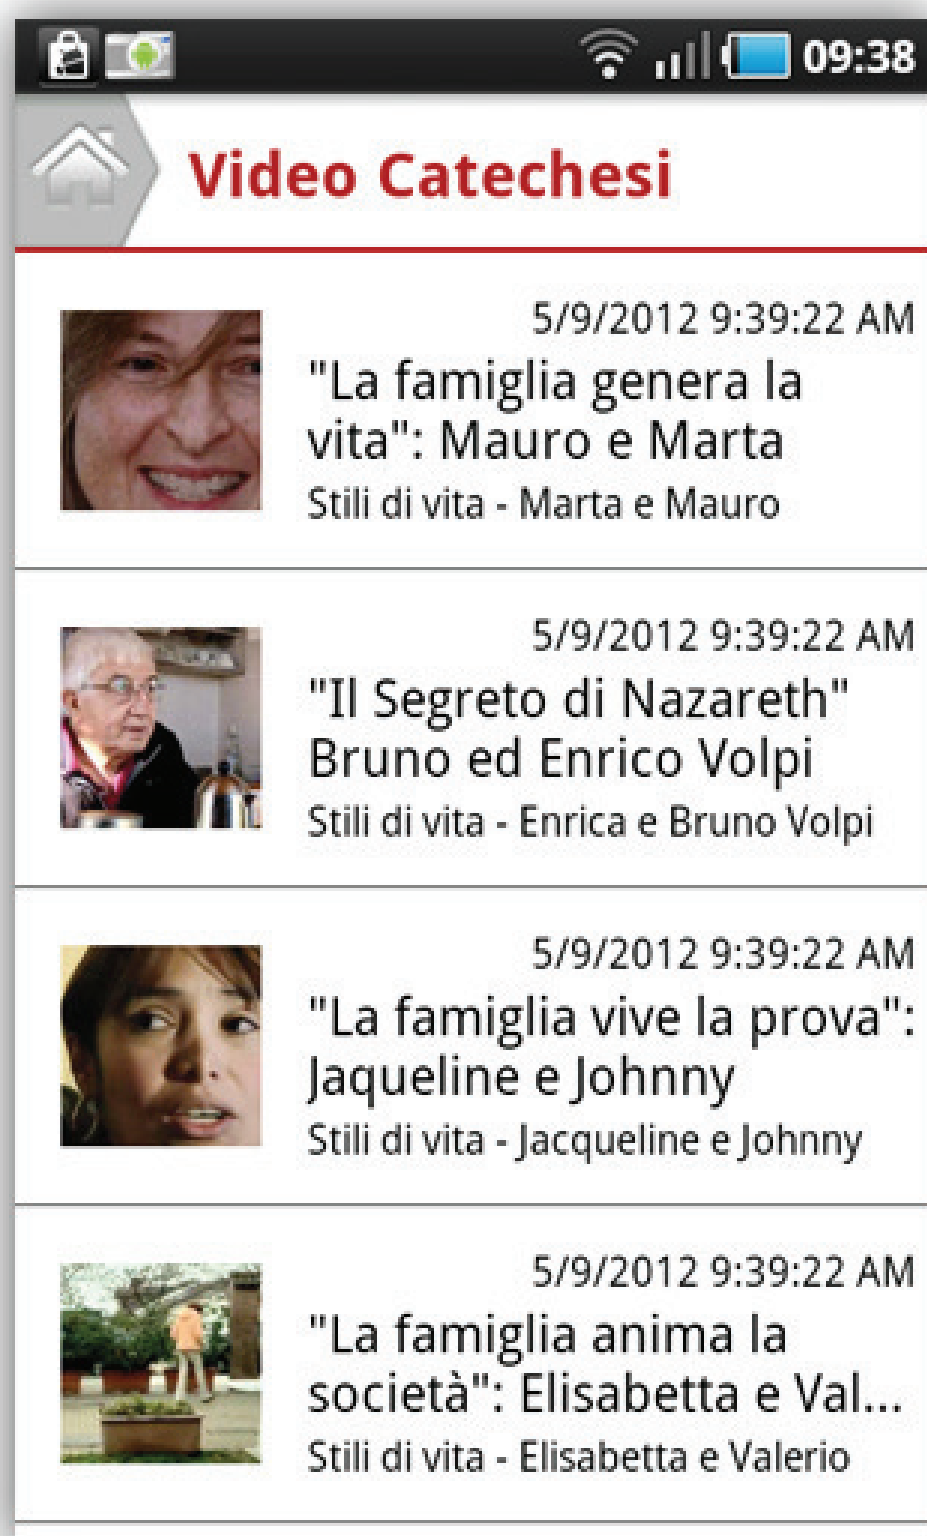 09:38
Video Catechesi
5/9/2012 9:39:22 AM
"La famiglia genera la
vita": Mauro e Marta
Stili di vita - Marta e Mauro
5/9/2012 9:39:22 AM
"Il Segreto di Nazareth"
Bruno ed Enrico Volpi
Stili di vita - Enrica e Bruno Volpi
5/9/2012 9:39:22 AM
"La famiglia vive la prova":
Jaqueline e Johnny
Stili di vita - Jacqueline e Johnny
5/9/2012 9:39:22 AM
"La famiglia anima la
società": Elisabetta e Val...
Stili di vita - Elisabetta e Valerio